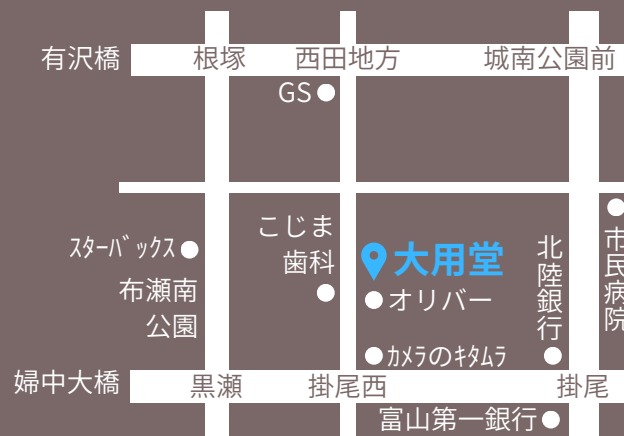 有沢橋
根塚
西田地方
城南公園前
GS
こじま
歯科
ｽﾀｰﾊﾞｯｸｽ
布瀬南
公園
大用堂
オリバー
ｶﾒﾗのｷﾀﾑﾗ
北陸銀行
市民病院
婦中大橋
黒瀬
掛尾西
掛尾
富山第一銀行